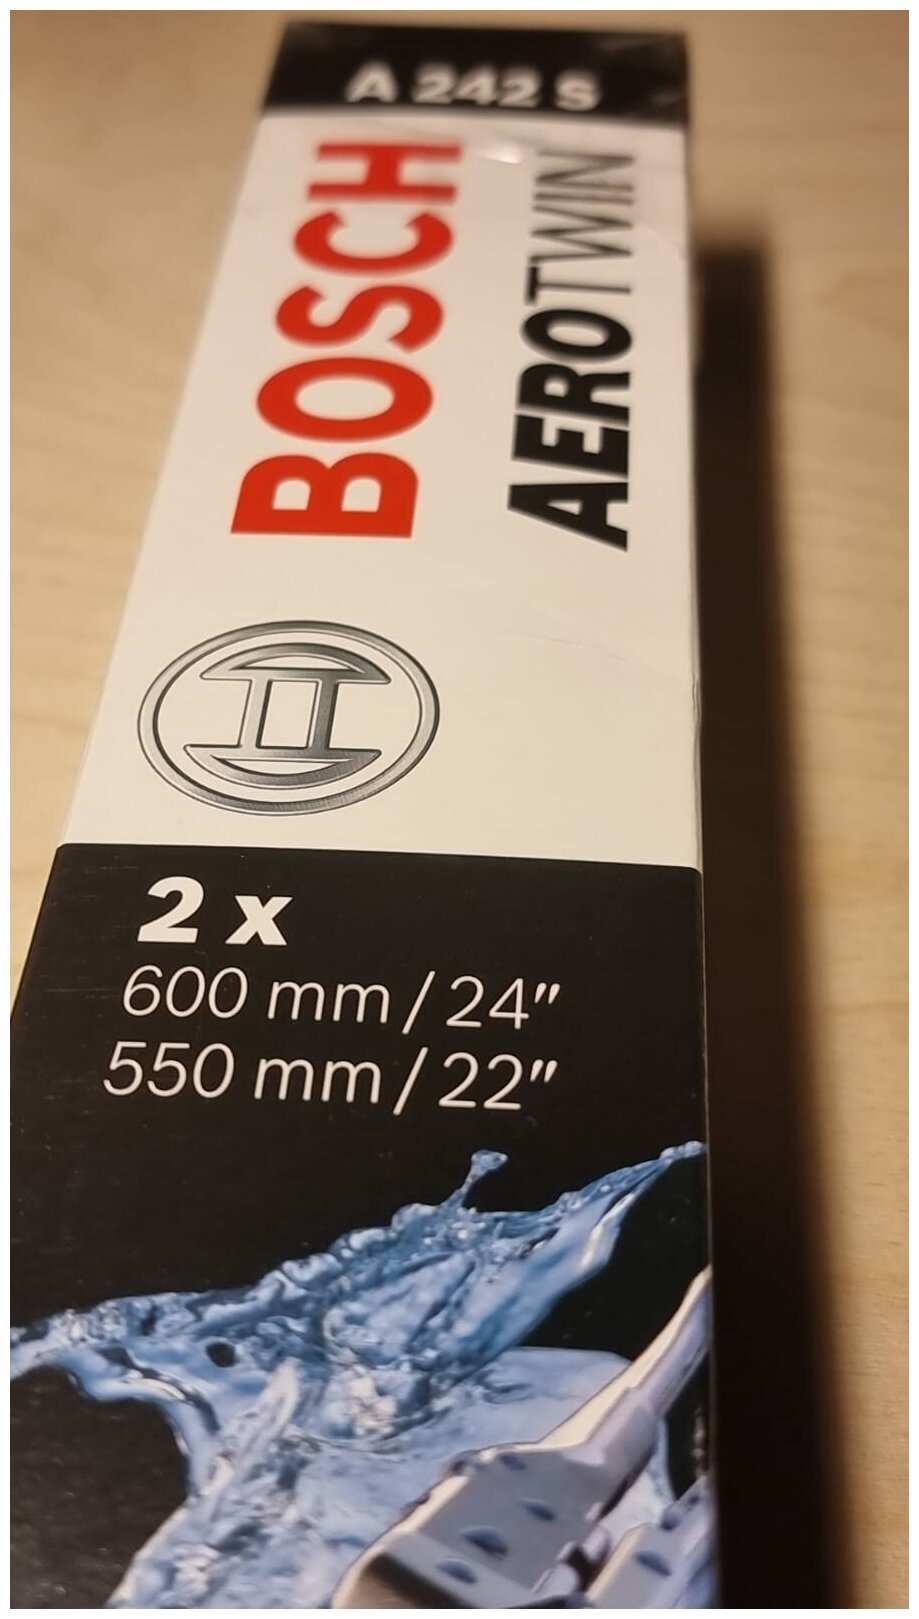 A 242 S
BOSCH
AEROTWIN
2 x
600 mm / 24"
550 mm / 22"